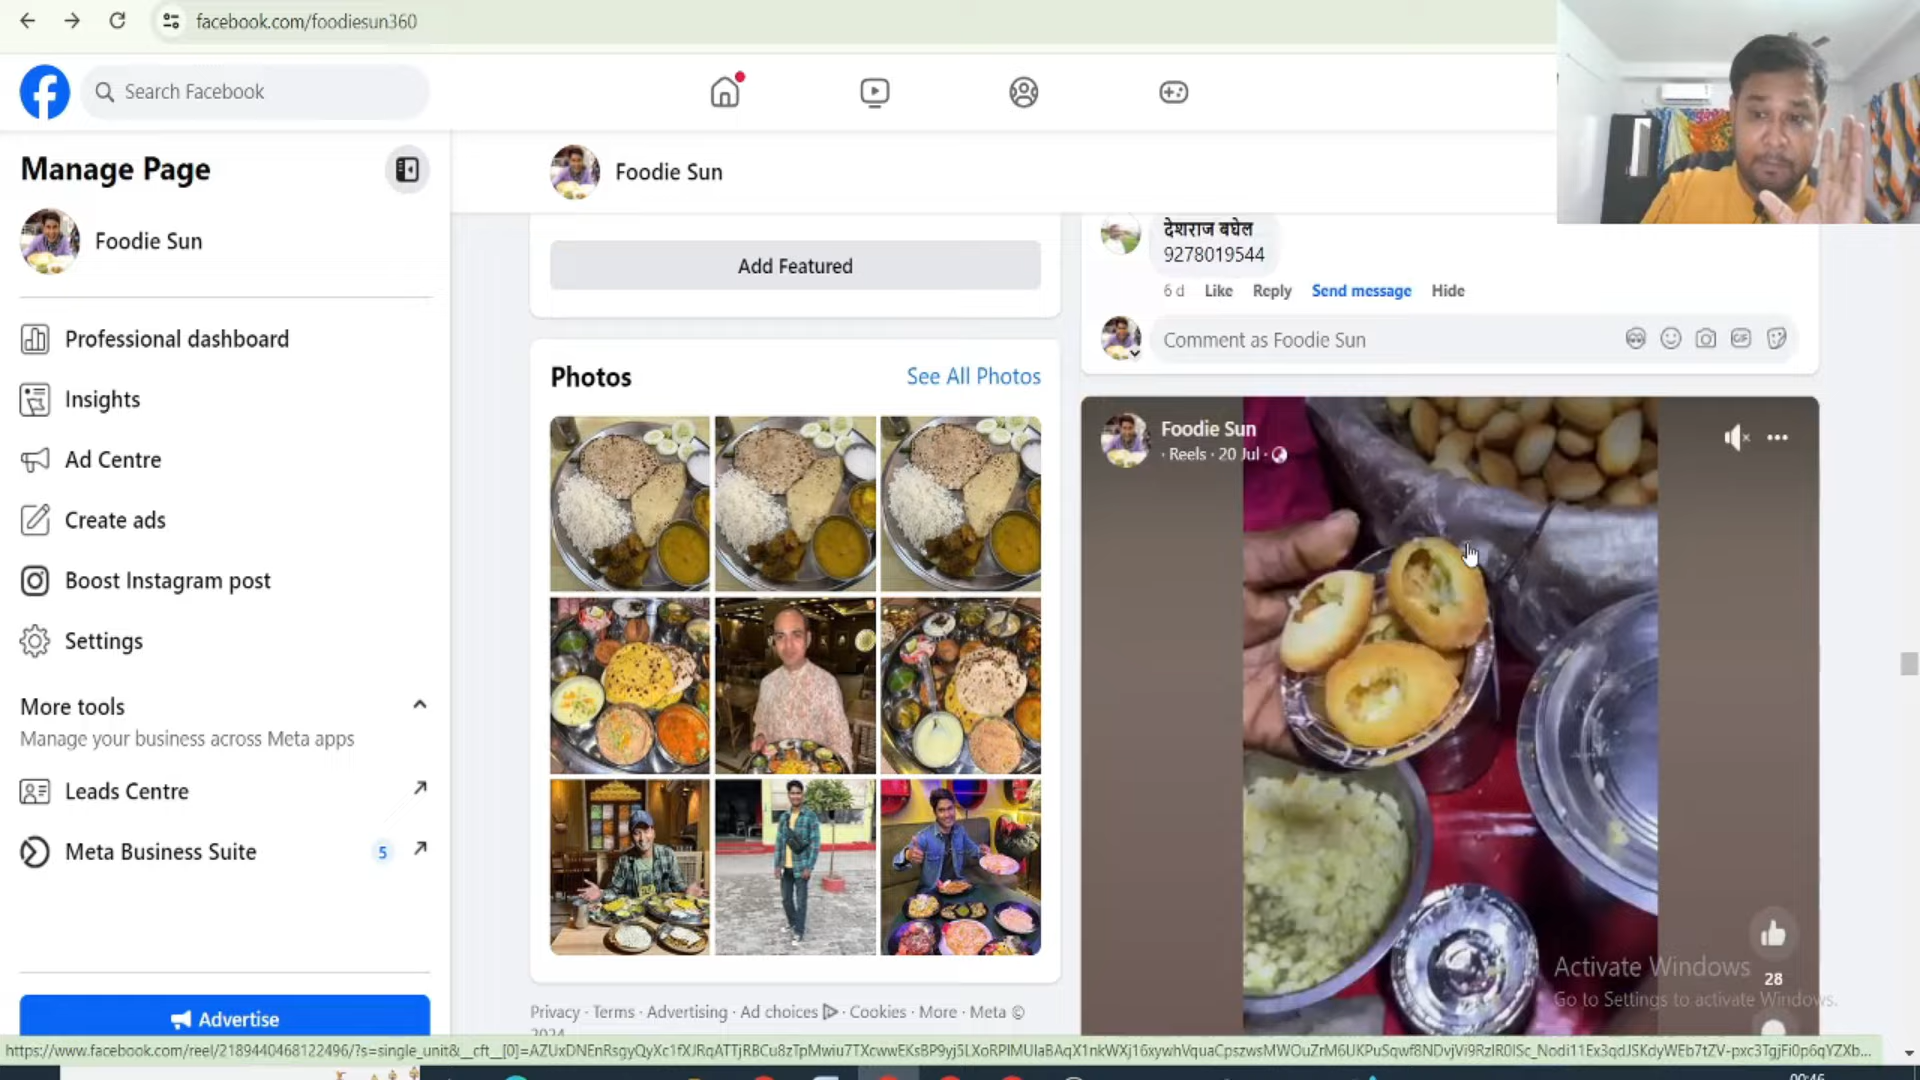 facebook.com/foodiesun360
Search Facebook
Manage Page
Foodie Sun
Professional dashboard
Insights
Ad Centre
Create ads
Boost Instagram post
Settings
More tools
Manage your business across Meta apps
Leads Centre
Meta Business Suite 5
Advertise
Foodie Sun
Add Featured
Photos See All Photos
Privacy · Terms · Advertising · Ad choices · Cookies · More · Meta ©
2024
देशराज बघेल
9278019544
6 d Like Reply Send message Hide
Comment as Foodie Sun
GIF
Foodie Sun
· Reels · 20 Jul ·
28
Activate Windows
Go to Settings to activate Windows.
00:46